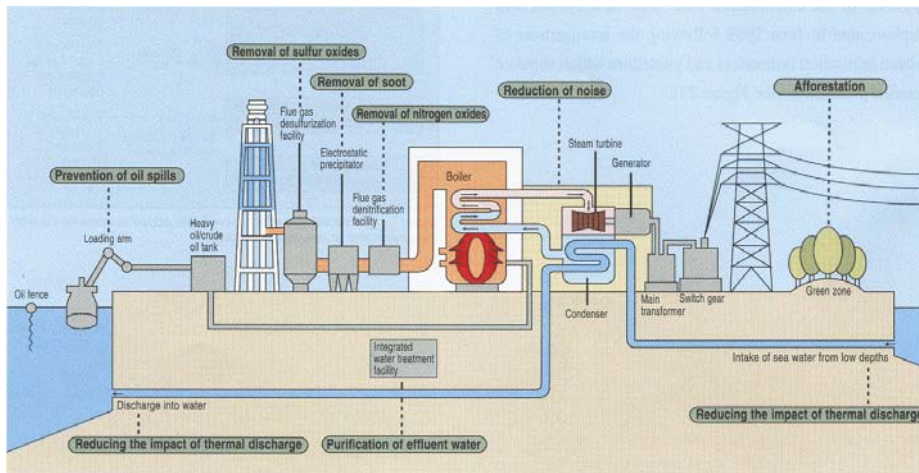 Removal of sulfur oxides
Removal of soot
Removal of nitrogen oxides
Reduction of noise
Afforestation
Flue gas
desulfurization
facility
Electrostatic
precipitator
Flue gas
denitrification
facility
Boiler
Steam turbine
Generator
Prevention of oil spills
Loading arm
Heavy
oil/crude
oil tank
Oil fence
Condenser
Main
transformer
Switch gear
Green zone
Integrated
water treatment
facility
Intake of sea water from low depths
Discharge into water
Reducing the impact of thermal discharge
Purification of effluent water
Reducing the impact of thermal discharge